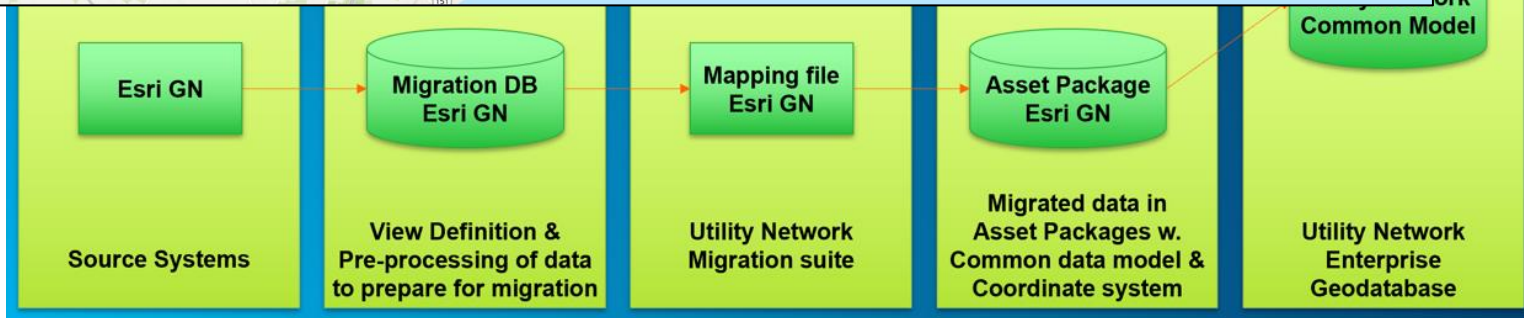 Common Model
Esri GN
Migration DB
Esri GN
Mapping file
Esri GN
Asset Package
Esri GN
Source Systems
View Definition &
Pre-processing of data
to prepare for migration
Utility Network
Migration suite
Migrated data in
Asset Packages w.
Common data model &
Coordinate system
Utility Network
Enterprise
Geodatabase